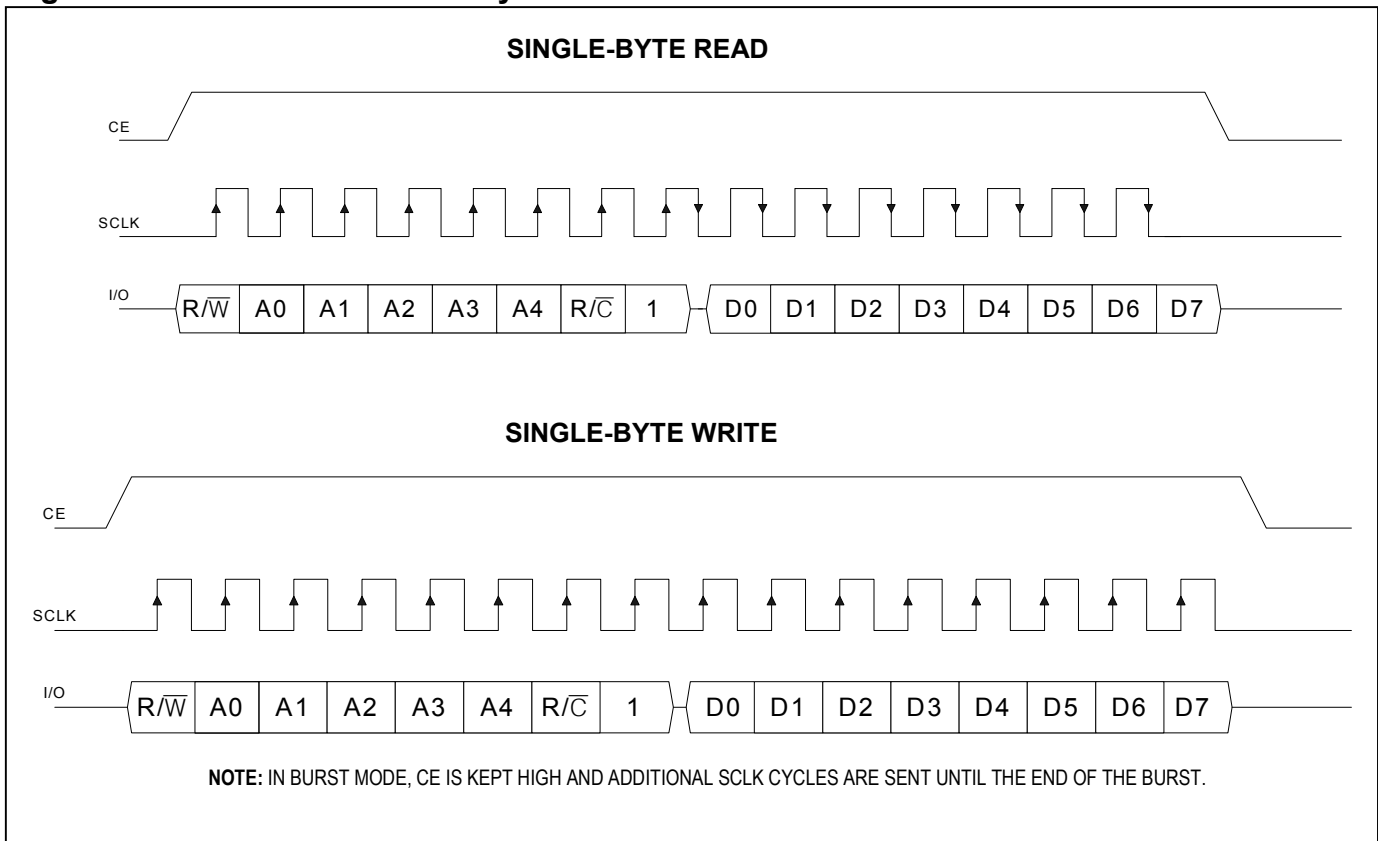 SINGLE-BYTE READ
CE
SCLK
I/O R/W̅ A0 A1 A2 A3 A4 R/C̅ 1 D0 D1 D2 D3 D4 D5 D6 D7
SINGLE-BYTE WRITE
CE
SCLK
I/O R/W̅ A0 A1 A2 A3 A4 R/C̅ 1 D0 D1 D2 D3 D4 D5 D6 D7
NOTE: IN BURST MODE, CE IS KEPT HIGH AND ADDITIONAL SCLK CYCLES ARE SENT UNTIL THE END OF THE BURST.